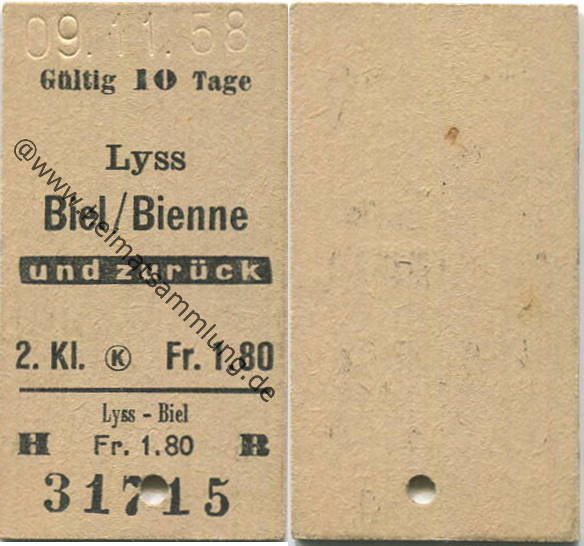 09.11.58
Gültig 10 Tage
Lyss
Biel/Bienne
und zurück
2. Kl. K Fr. 1.80
Lyss - Biel
H Fr. 1.80 R
31715
@www.heimatsammlung.de